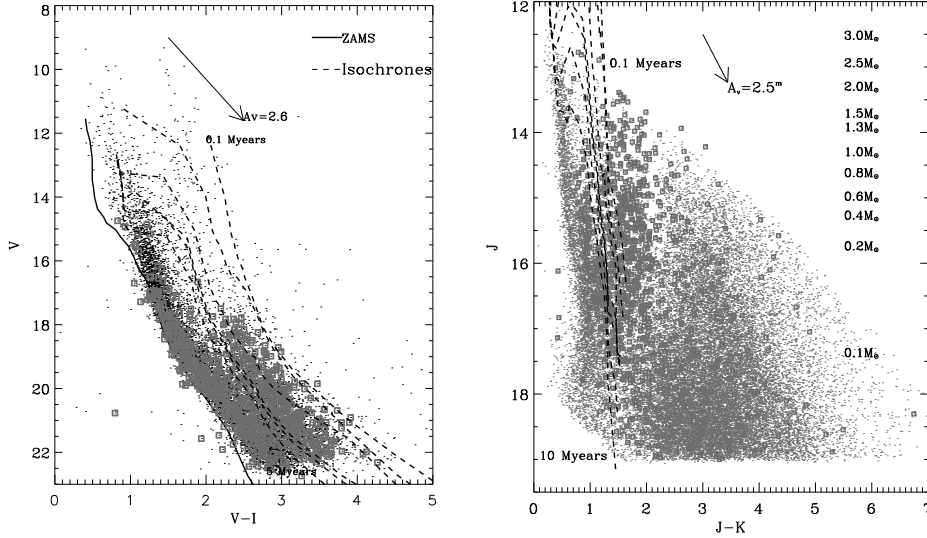 8
10
12
14
16
18
20
22
V
0
1
2
3
4
5
V-I
ZAMS
Isochrones
Av=2.6
0.1 Myears
Myears
12
14
16
18
J
0
1
2
3
4
5
6
7
J-K
0.1 Myears
A_v=2.5^m
10 Myears
3.0M⊙
2.5M⊙
2.0M⊙
1.5M⊙
1.3M⊙
1.0M⊙
0.8M⊙
0.6M⊙
0.4M⊙
0.2M⊙
0.1M⊙